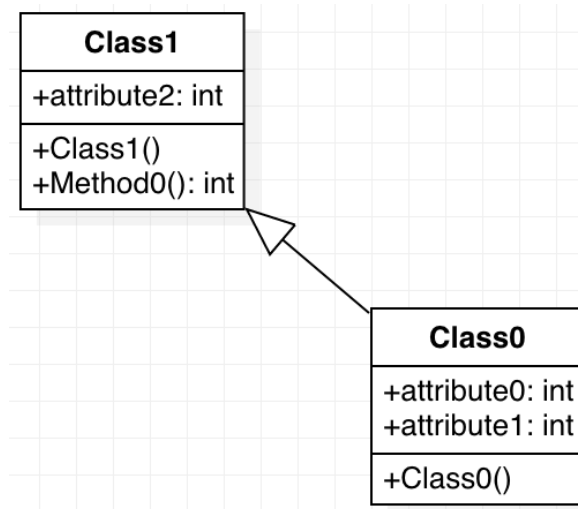 Class1
+attribute2: int
+Class1()
+Method0(): int
Class0
+attribute0: int
+attribute1: int
+Class0()